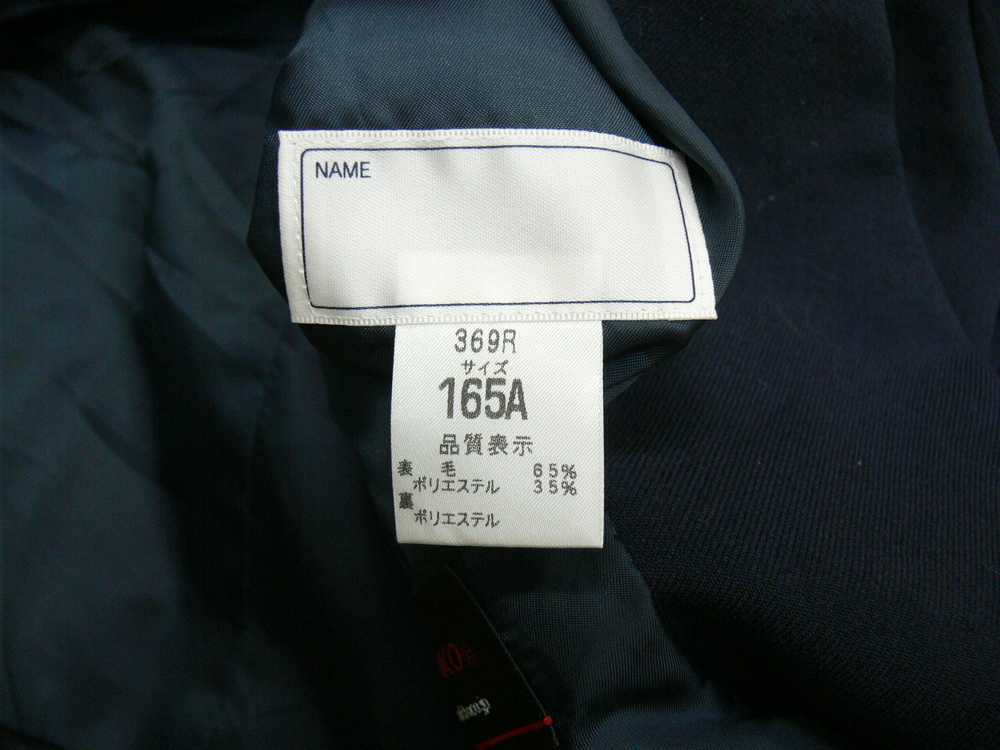 NAME
369R
サイズ
165A
品質表示
表 毛 65%
ポリエステル 35%
裏
ポリエステル
KO